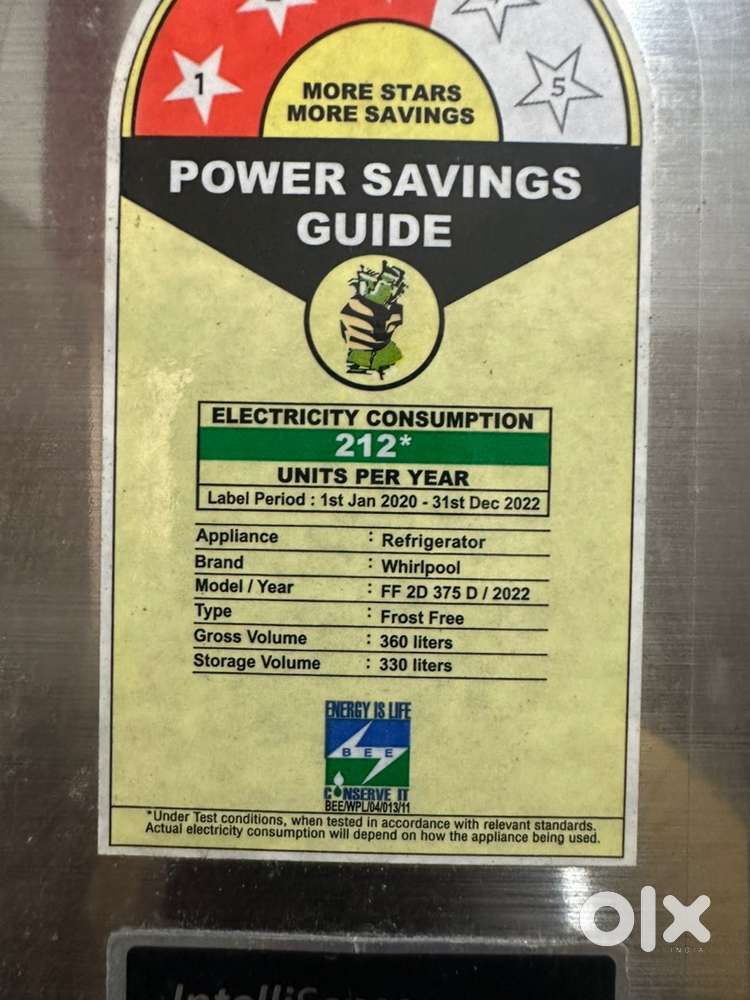 1
5
MORE STARS
MORE SAVINGS
POWER SAVINGS
GUIDE
ELECTRICITY CONSUMPTION
212*
UNITS PER YEAR
Label Period : 1st Jan 2020 - 31st Dec 2022
Appliance : Refrigerator
Brand : Whirlpool
Model / Year : FF 2D 375 D / 2022
Type : Frost Free
Gross Volume : 360 liters
Storage Volume : 330 liters
ENERGY IS LIFE
BEE
CONSERVE IT
BEE/WPL/04/013/11
*Under Test conditions, when tested in accordance with relevant standards.
Actual electricity consumption will depend on how the appliance being used.
olx
INDIA